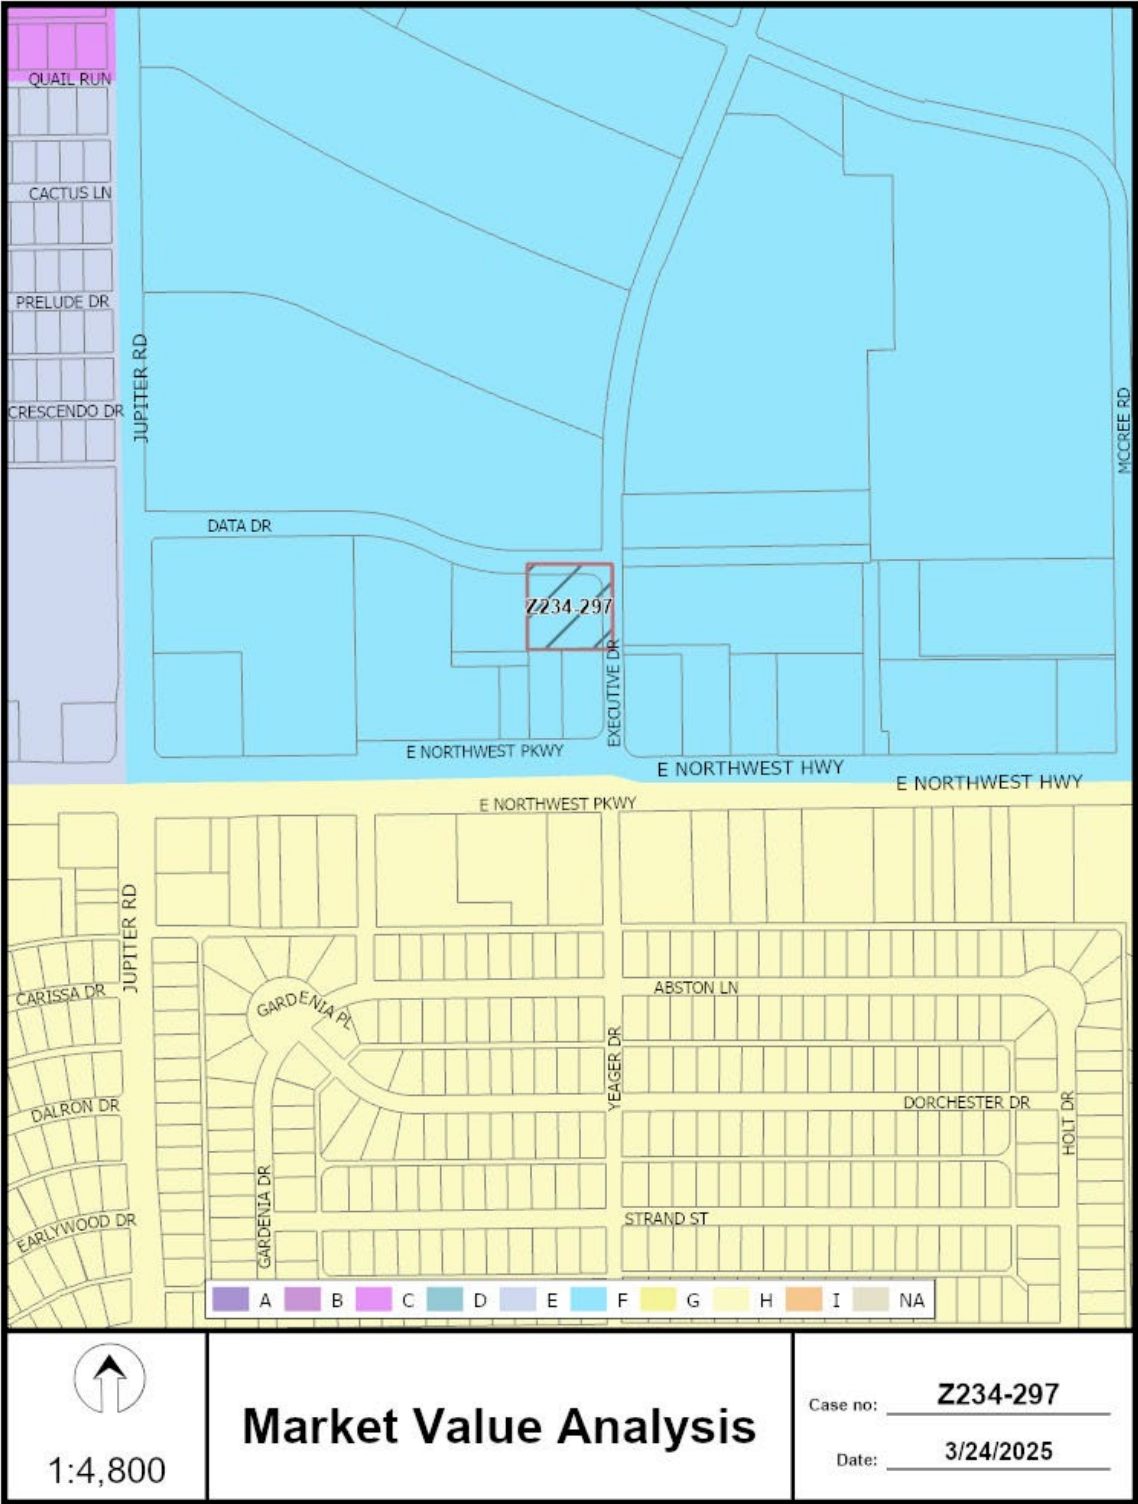 QUAIL RUN
CACTUS LN
PRELUDE DR
JUPITER RD
CRESCENDO DR
MCCREE RD
DATA DR
Z234-297
EXECUTIVE DR
E NORTHWEST PKWY
E NORTHWEST HWY
E NORTHWEST HWY
E NORTHWEST PKWY
JUPITER RD
CARISSA DR
GARDENIA PL
ABSTON LN
YEAGER DR
DALRON DR
DORCHESTER DR
HOLT DR
GARDENIA DR
EARLYWOOD DR
STRAND ST
A B C D E F G H I NA
1:4,800
Market Value Analysis
Case no: Z234-297
Date: 3/24/2025